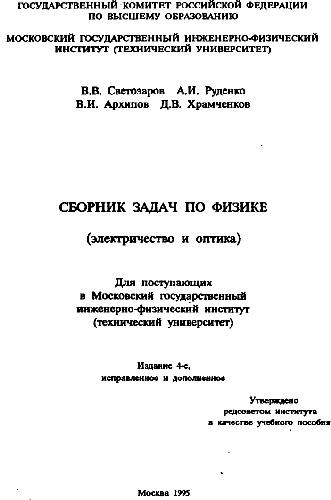 ГОСУДАРСТВЕННЫЙ КОМИТЕТ РОССИЙСКОЙ ФЕДЕРАЦИИ
ПО ВЫСШЕМУ ОБРАЗОВАНИЮ
МОСКОВСКИЙ ГОСУДАРСТВЕННЫЙ ИНЖЕНЕРНО-ФИЗИЧЕСКИЙ
ИНСТИТУТ (ТЕХНИЧЕСКИЙ УНИВЕРСИТЕТ)
В.В. Светозаров А.И. Руденко
В.И. Архипов Д.В. Храмченков
СБОРНИК ЗАДАЧ ПО ФИЗИКЕ
(электричество и оптика)
Для поступающих
в Московский государственный
инженерно-физический институт
(технический университет)
Издание 4-е,
исправленное и дополненное
Утверждено
редсоветом института
в качестве учебного пособия
Москва 1995